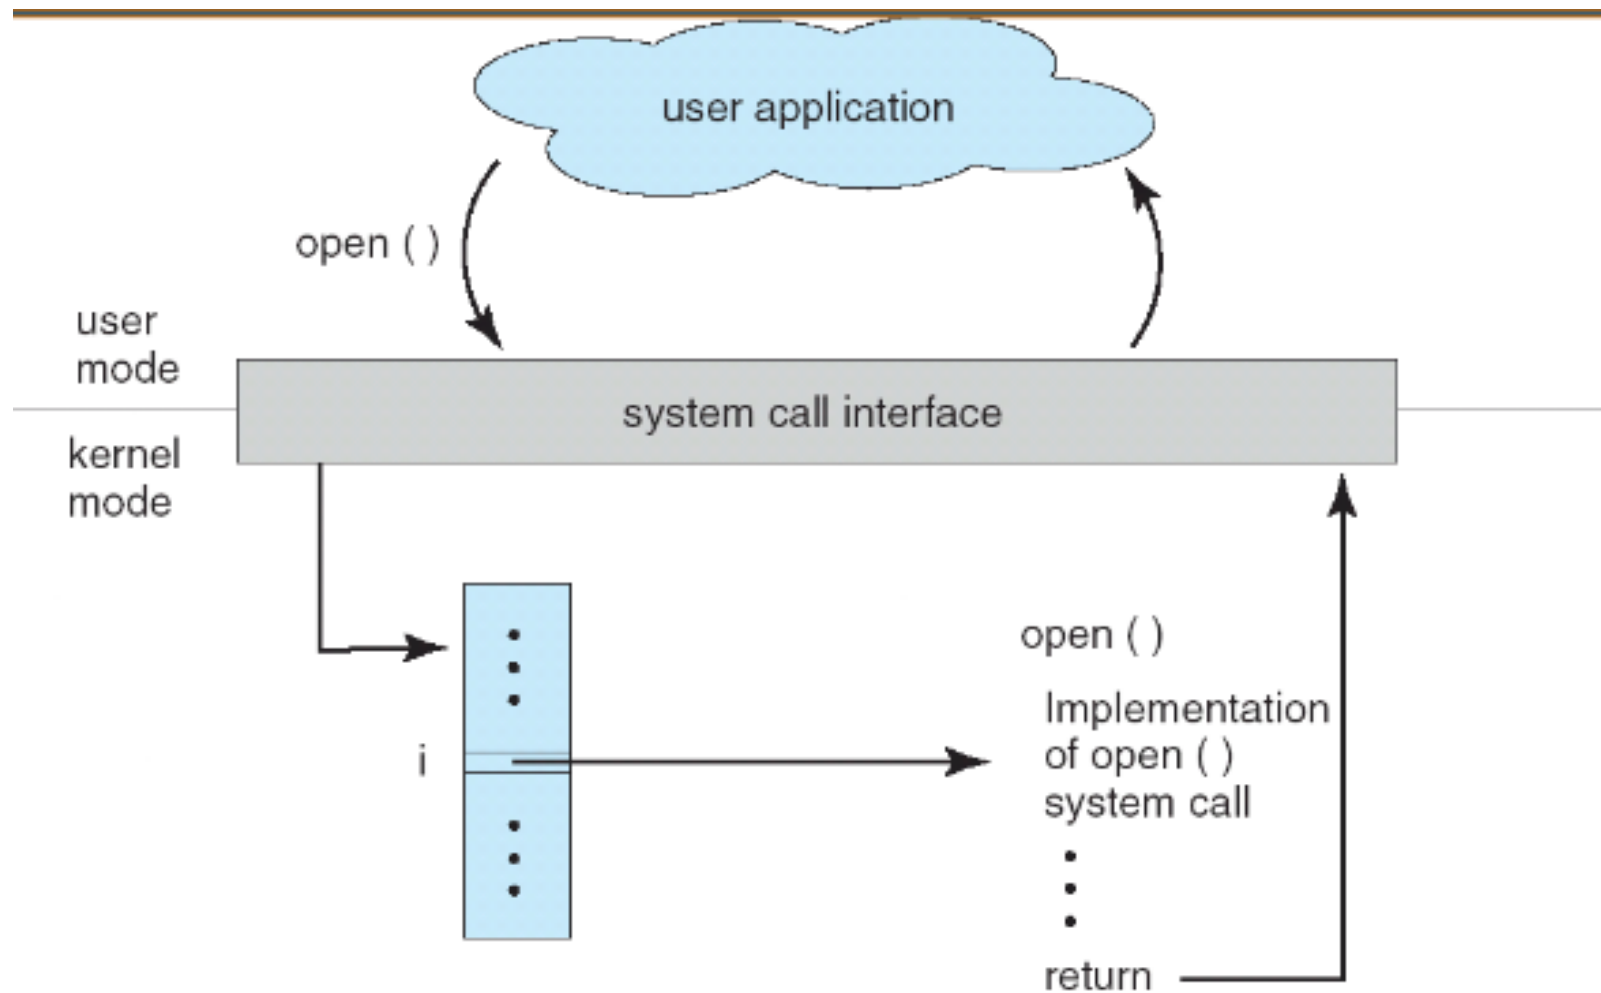 user application
open ( )
user
mode
system call interface
kernel
mode
open ( )
Implementation
of open ( )
system call
i
return